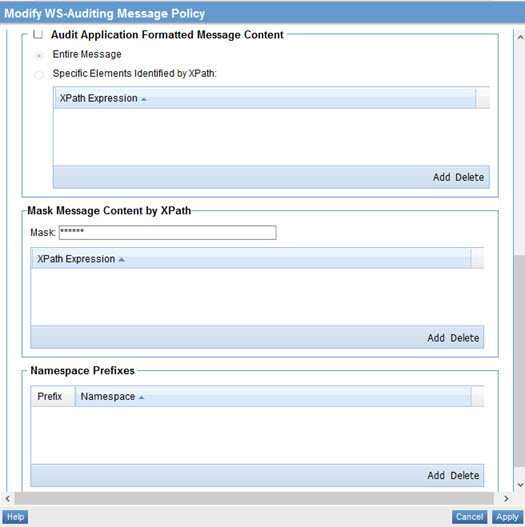 Modify WS-Auditing Message Policy
Audit Application Formatted Message Content
Entire Message
Specific Elements Identified by XPath:
XPath Expression
Add Delete
Mask Message Content by XPath
Mask: ******
XPath Expression
Add Delete
Namespace Prefixes
Prefix Namespace
Add Delete
Help Cancel Apply